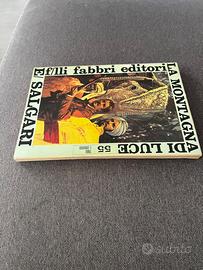 f/lli fabbri editori
LA MONTAGNA
DI LUCE 55
E. SALGARI
subito